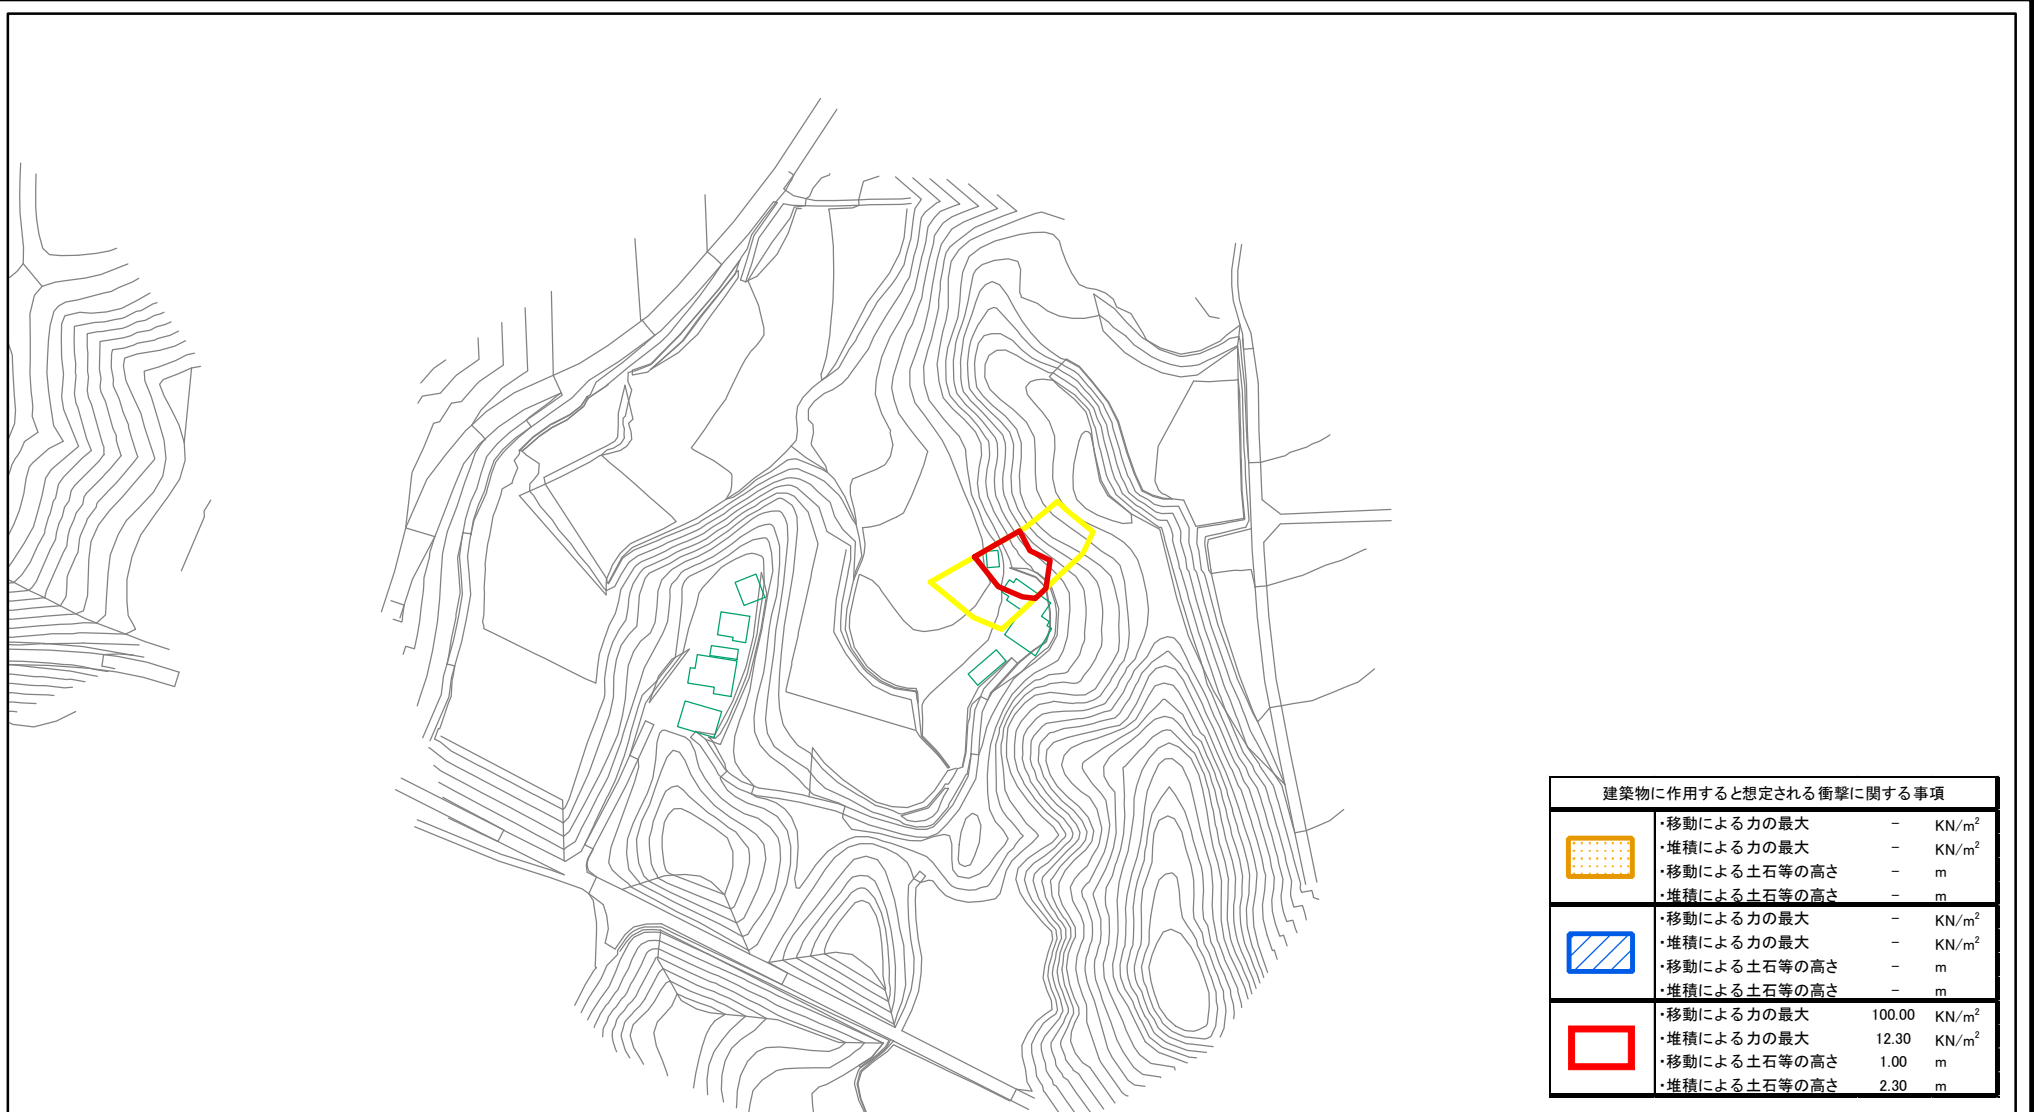 建築物に作用すると想定される衝撃に関する事項
・移動による力の最大 - KN/m²
・堆積による力の最大 - KN/m²
・移動による土石等の高さ - m
・堆積による土石等の高さ - m
・移動による力の最大 - KN/m²
・堆積による力の最大 - KN/m²
・移動による土石等の高さ - m
・堆積による土石等の高さ - m
・移動による力の最大 100.00 KN/m²
・堆積による力の最大 12.30 KN/m²
・移動による土石等の高さ 1.00 m
・堆積による土石等の高さ 2.30 m